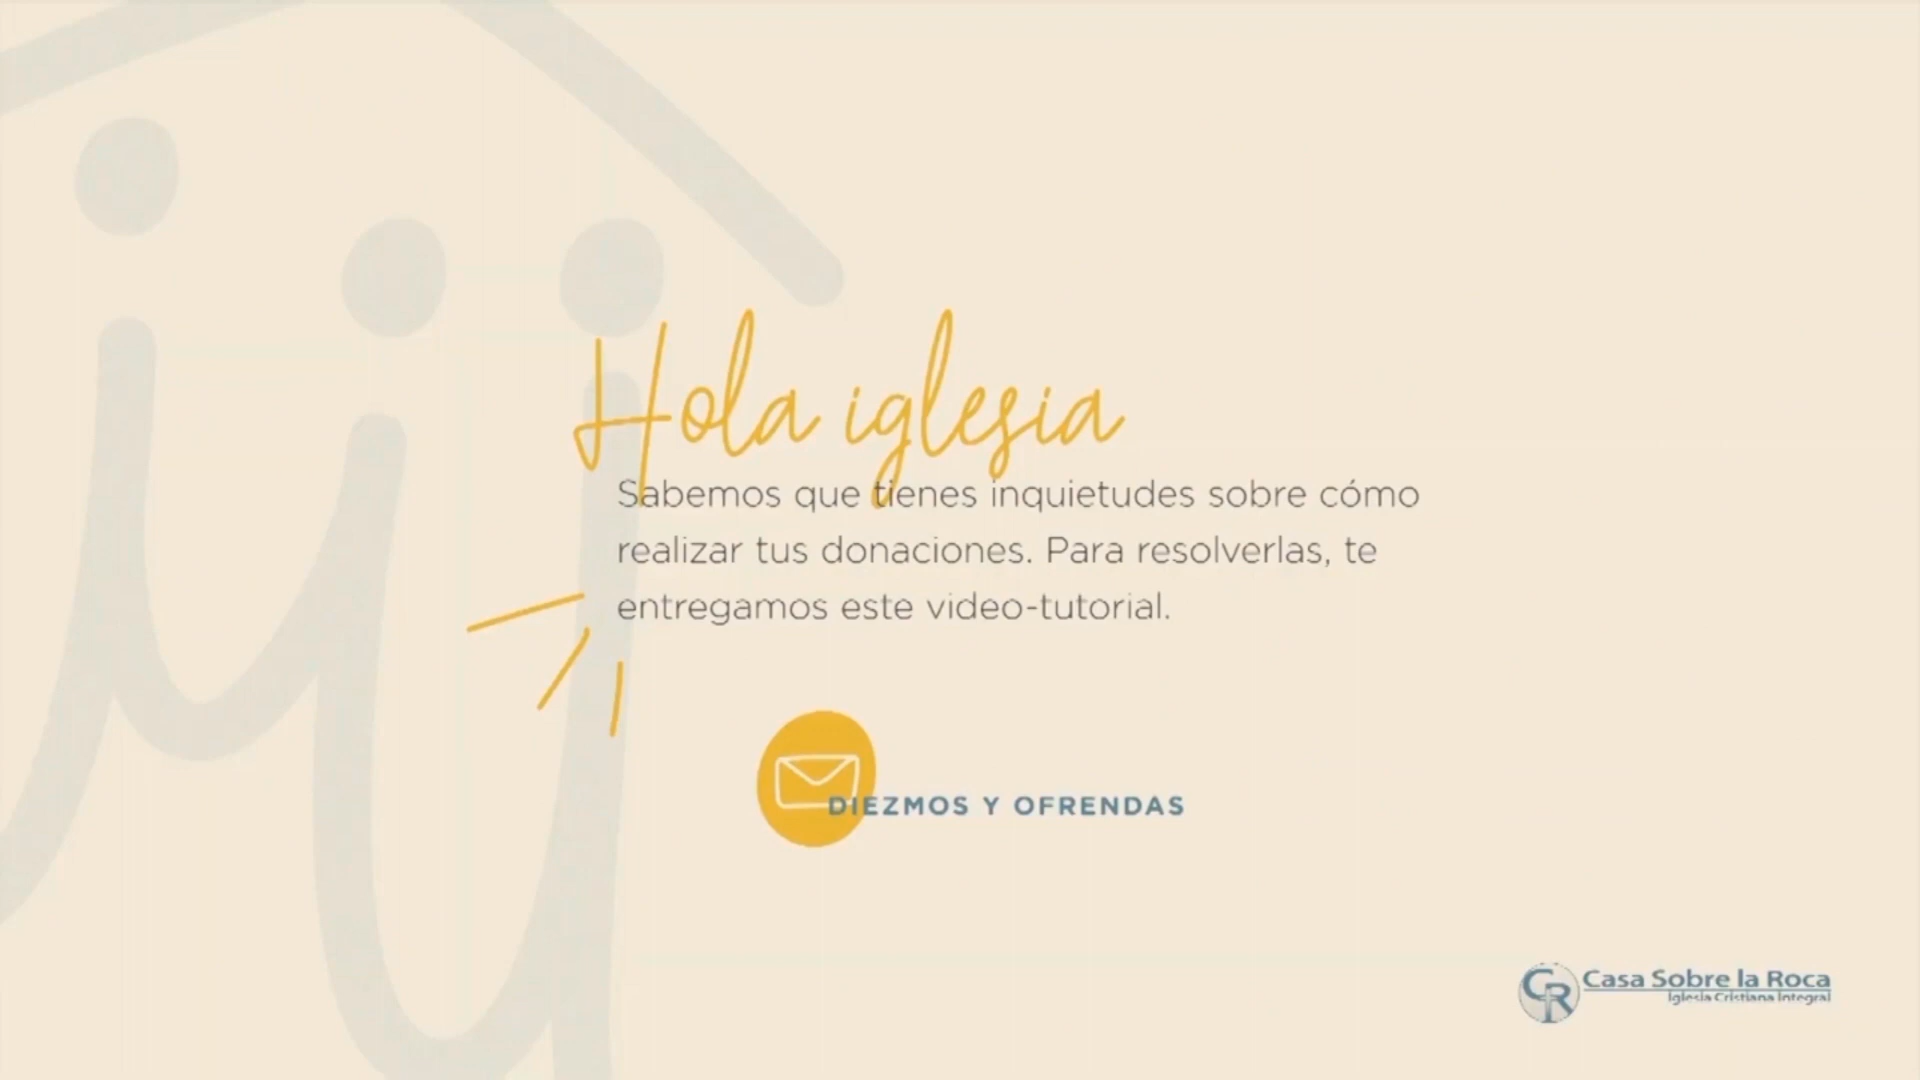 Hola iglesia
Sabemos que tienes inquietudes sobre cómo
realizar tus donaciones. Para resolverlas, te
entregamos este video-tutorial.
DIEZMOS Y OFRENDAS
CR Casa Sobre la Roca
Iglesia Cristiana Integral